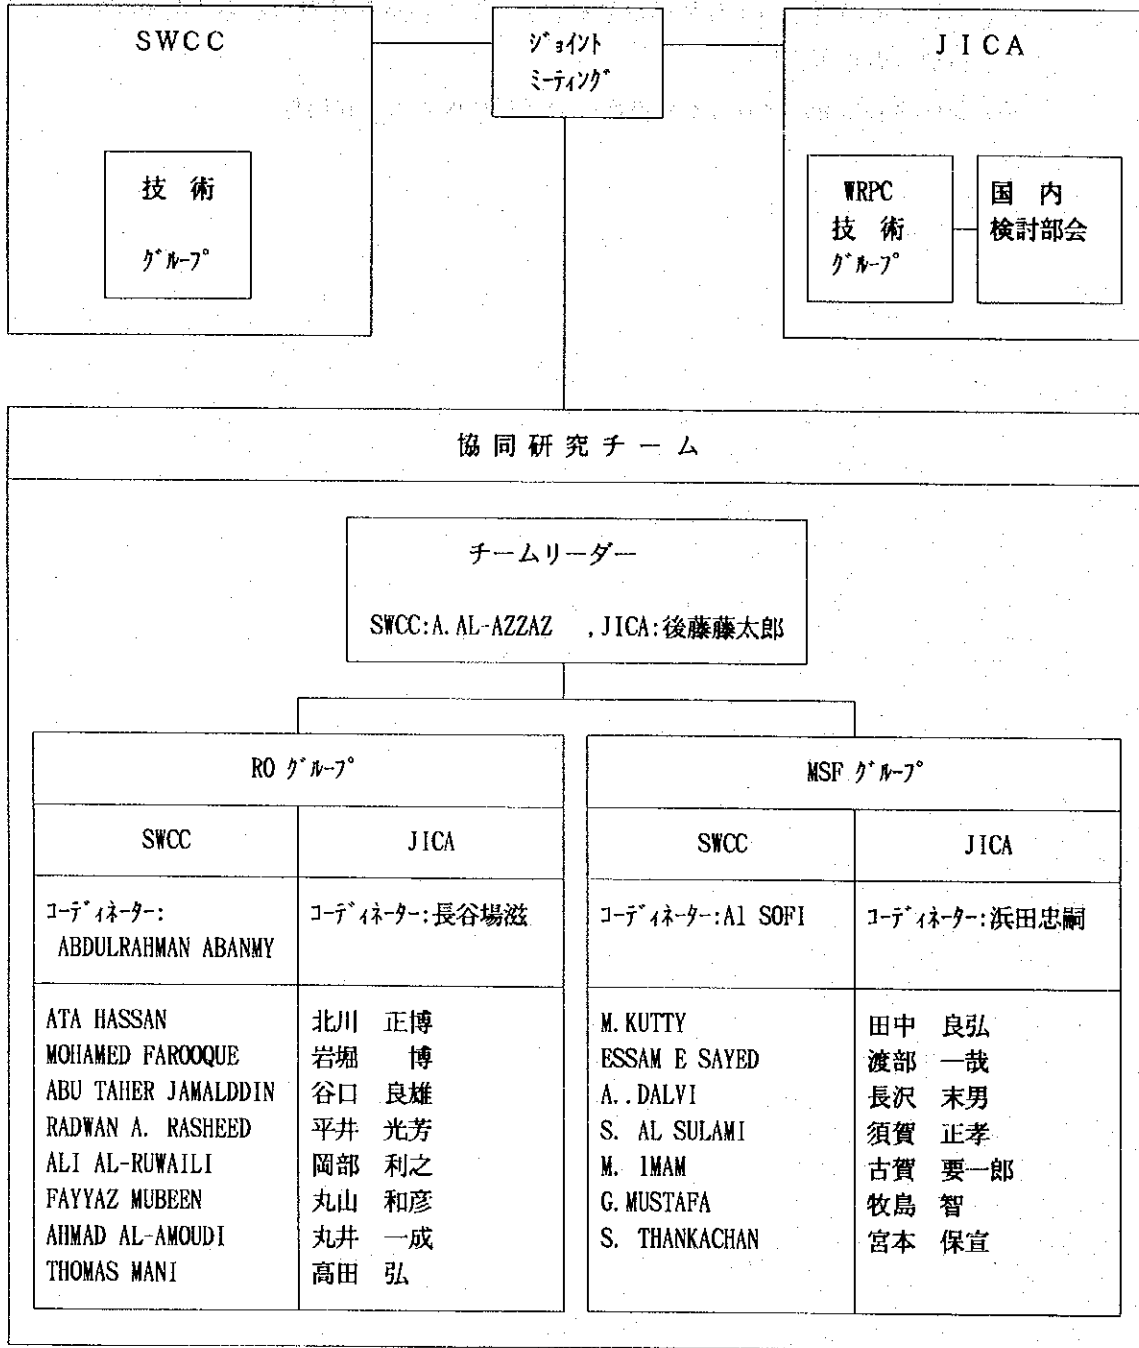 SWCC
技 術
グループ
ジョイント
ミーティング
JICA
WRPC
技 術
グループ
国 内
検討部会
協同研究チーム
チームリーダー
SWCC:A.AL-AZZAZ ,JICA:後藤藤太郎
RO グループ
SWCC
JICA
コーディネーター:
ABDULRAHMAN ABANMY
コーディネーター:長谷場滋
ATA HASSAN
MOHAMED FAROOQUE
ABU TAHER JAMALDDIN
RADWAN A. RASHEED
ALI AL-RUWAILI
FAYYAZ MUBEEN
AHMAD AL-AMOUDI
THOMAS MANI
北川 正博
岩堀 博
谷口 良雄
平井 光芳
岡部 利之
丸山 和彦
丸井 一成
高田 弘
MSF グループ
SWCC
JICA
コーディネーター:Al SOFI
コーディネーター:浜田忠嗣
M.KUTTY
ESSAM E SAYED
A..DALVI
S. AL SULAMI
M. IMAM
G.MUSTAFA
S. THANKACHAN
田中 良弘
渡部 一哉
長沢 末男
須賀 正孝
古賀 要一郎
牧島 智
宮本 保宣